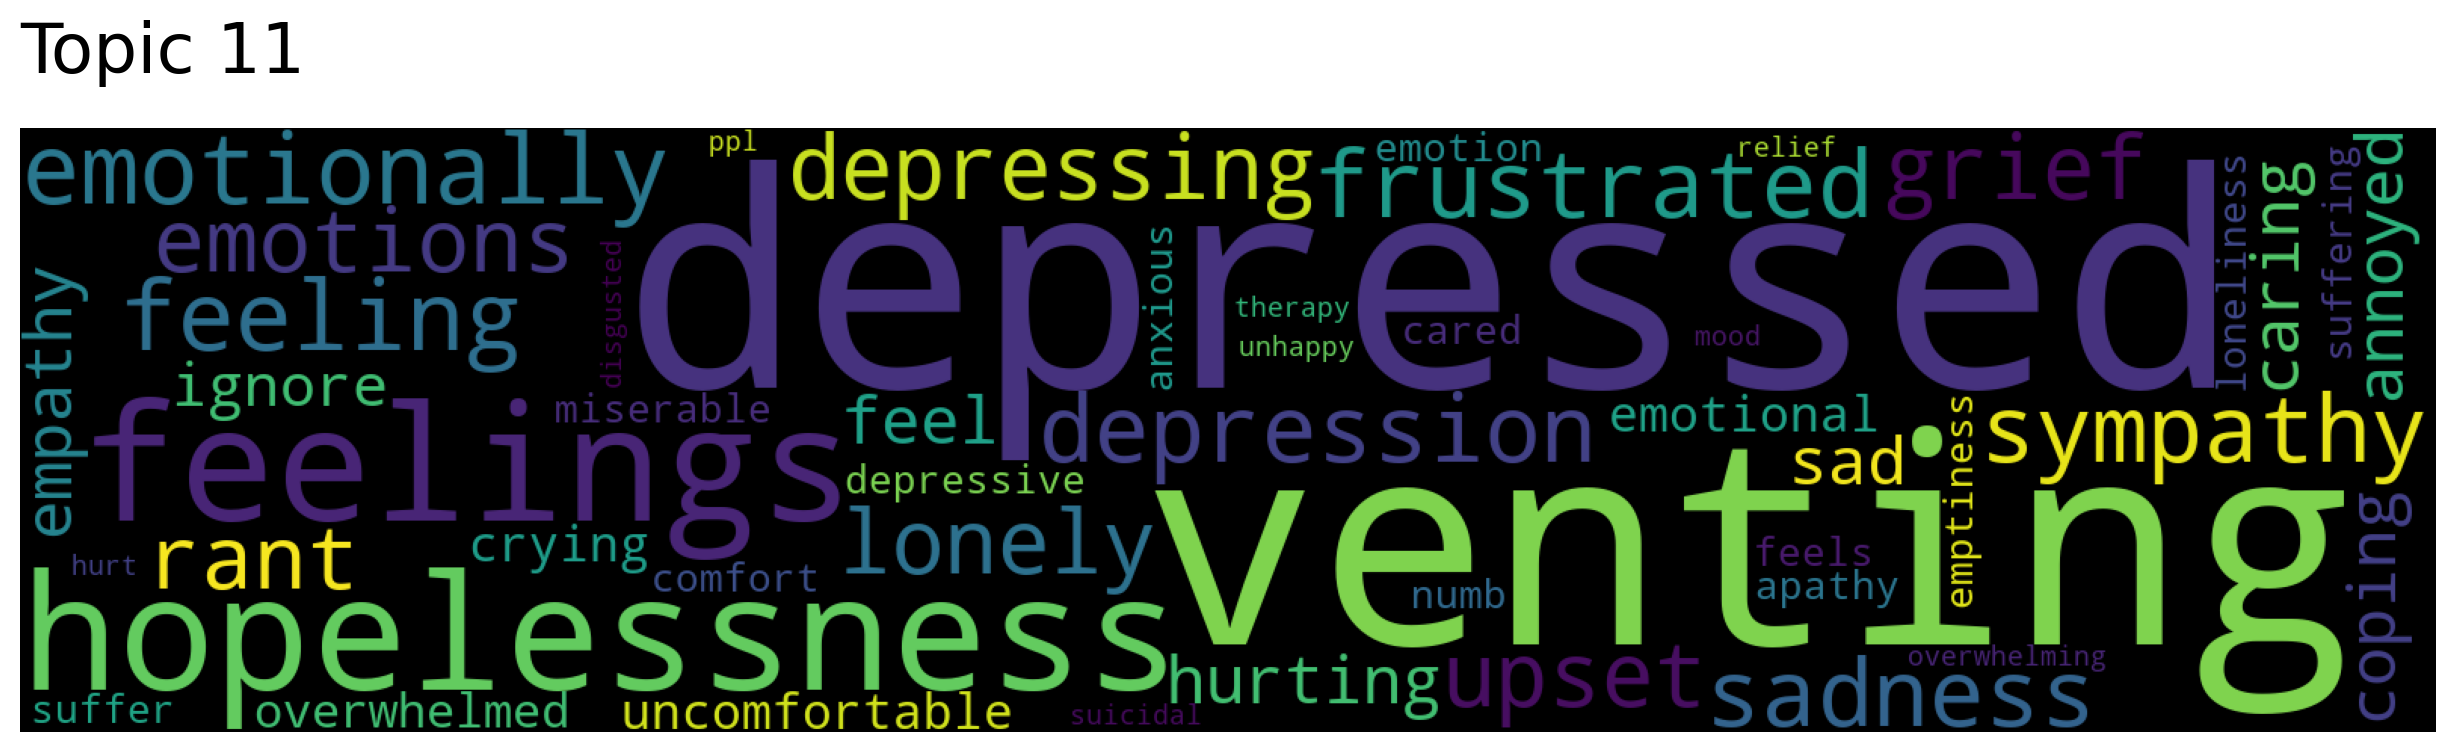 Topic 11
emotionally
ppl
depressing
emotion
frustrated
relief
grief
loneliness
caring
suffering
annoyed
emotions
disgusted
depressed
anxious
therapy
unhappy
cared
mood
empathy
feeling
ignore
feelings
miserable
feel
depression
emotional
sad
emptiness
sympathy
depressive
venting
rant
crying
lonely
hurt
comfort
numb
feels
apathy
coping
hopelessness
hurting
upset
sadness
overwhelming
suffer
overwhelmed
uncomfortable
suicidal